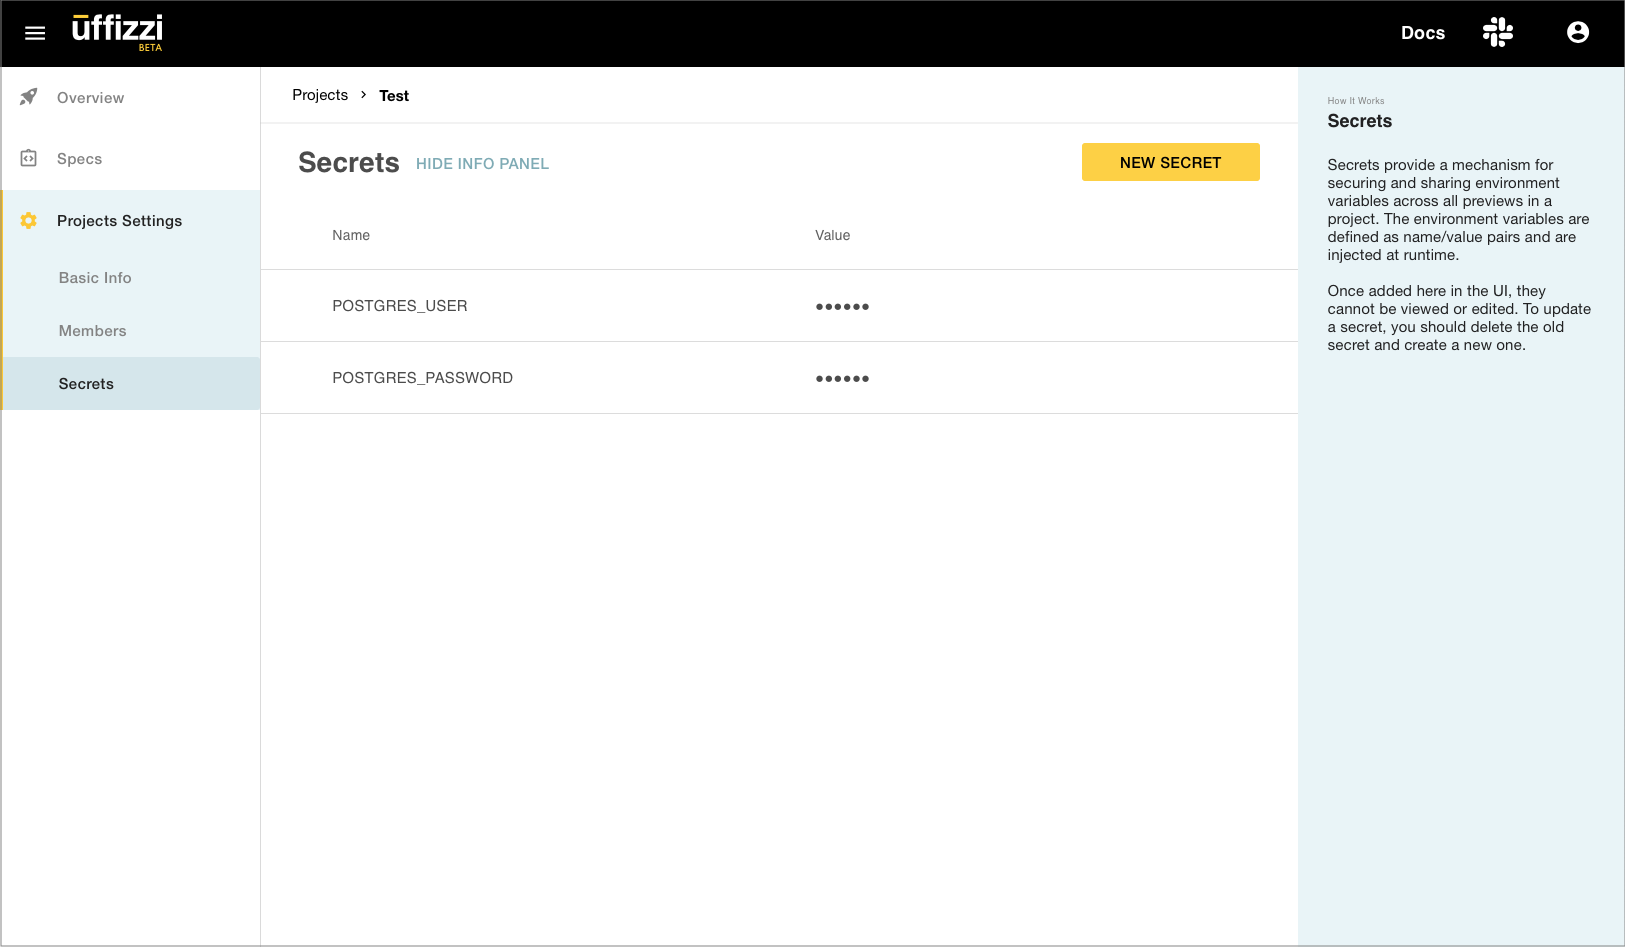 ūffizzi
BETA
Docs
Overview
Specs
Projects Settings
Basic Info
Members
Secrets
Projects > Test
Secrets HIDE INFO PANEL NEW SECRET
Name Value
POSTGRES_USER ••••••
POSTGRES_PASSWORD ••••••
How It Works
Secrets
Secrets provide a mechanism for
securing and sharing environment
variables across all previews in a
project. The environment variables are
defined as name/value pairs and are
injected at runtime.
Once added here in the UI, they
cannot be viewed or edited. To update
a secret, you should delete the old
secret and create a new one.